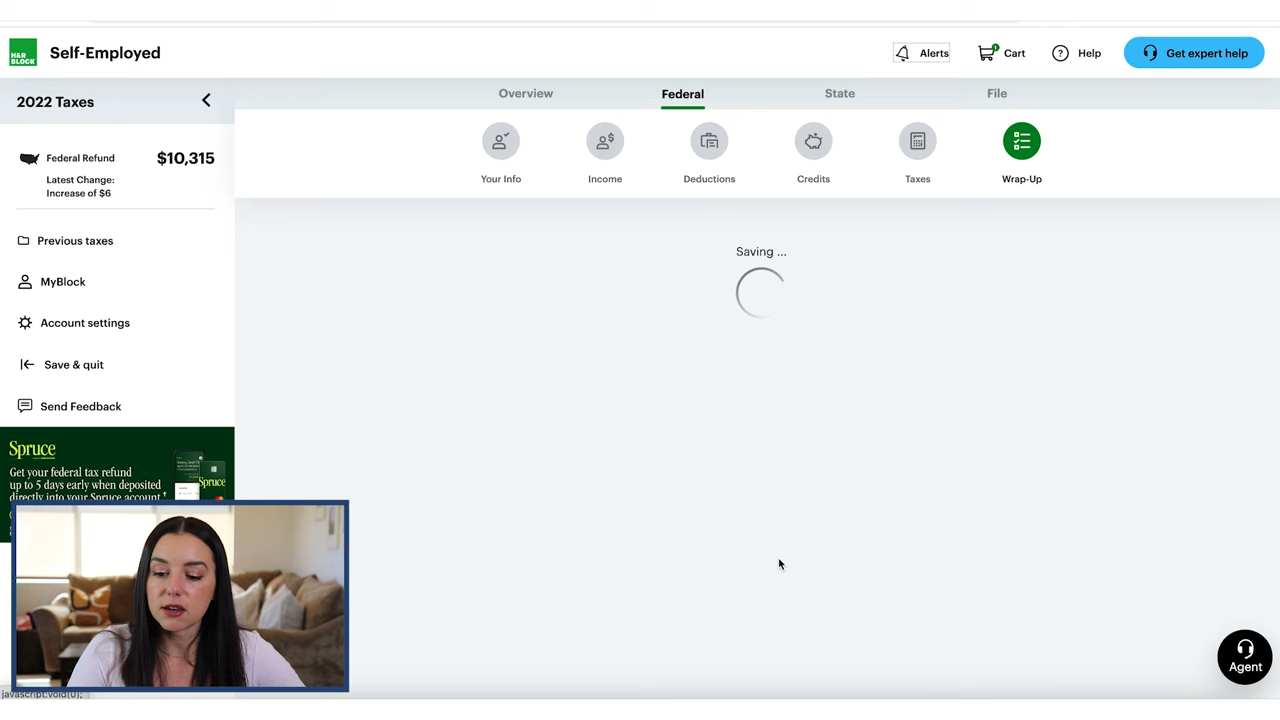 H&R
BLOCK
Self-Employed
Alerts
1
Cart
? Help
Get expert help
2022 Taxes
Overview
Federal
State
File
Federal Refund
$10,315
Latest Change:
Increase of $6
Your Info
Income
Deductions
Credits
Taxes
Wrap-Up
Previous taxes
MyBlock
Account settings
Save & quit
Send Feedback
Saving ...
Spruce
Get your federal tax refund
up to 5 days early when deposited
directly into your Spruce account.†
Spruce
Agent
javascript:void(0);